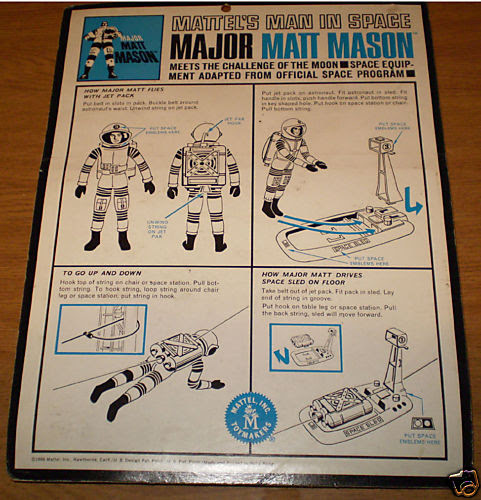 MAJOR
MATT
MASON™
MATTEL'S MAN IN SPACE
MAJOR MATT MASON™
MEETS THE CHALLENGE OF THE MOON ■ SPACE EQUIP-
MENT ADAPTED FROM OFFICIAL SPACE PROGRAM ■
HOW MAJOR MATT FLIES
WITH JET PACK
Put belt in slots in pack. Buckle belt around
astronaut's waist. Unwind string on jet pack.
PUT SPACE
EMBLEMS HERE
JET PAK
HOOK
UNWIND
STRING
ON
JET PAK
Put jet pack on astronaut. Fit astronaut in sled. Fit
handle in slots, push handle forward. Put bottom string
in key shaped hole. Put hook on space station or chair.
Pull bottom string.
PUT SPACE
EMBLEMS HERE
3
SPACE SLED
PUT SPACE
EMBLEMS HERE
TO GO UP AND DOWN
Hook top of string on chair or space station. Pull bot-
tom string. To hook string, loop string around chair
leg or space station; put string in hook.
HOW MAJOR MATT DRIVES
SPACE SLED ON FLOOR
Take belt out of jet pack. Fit pack in sled. Lay
end of string in groove.
Put hook on table leg or space station. Pull
the back string, sled will move forward.
3
SPACE SLED
PUT SPACE
EMBLEMS HERE
MATTEL, INC.
M
TOYMAKERS
Mattel, Inc., Hawthorne, Calif.